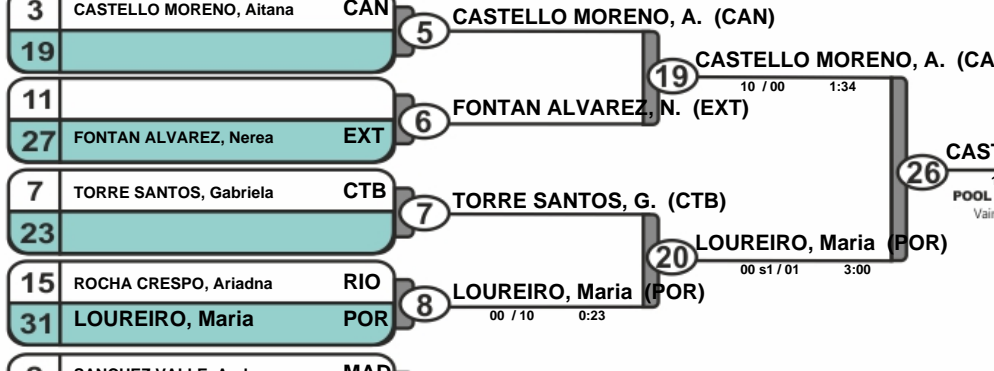 3 CASTELLO MORENO, Aitana CAN
19
5 CASTELLO MORENO, A. (CAN)
11
27 FONTAN ALVAREZ, Nerea EXT
6 FONTAN ALVAREZ, N. (EXT)
19 CASTELLO MORENO, A. (CA
10 / 00 1:34
7 TORRE SANTOS, Gabriela CTB
23
7 TORRE SANTOS, G. (CTB)
15 ROCHA CRESPO, Ariadna RIO
31 LOUREIRO, Maria POR
8 LOUREIRO, Maria (POR)
00 / 10 0:23
20 LOUREIRO, Maria (POR)
00 s1 / 01 3:00
26 CAST
POOL